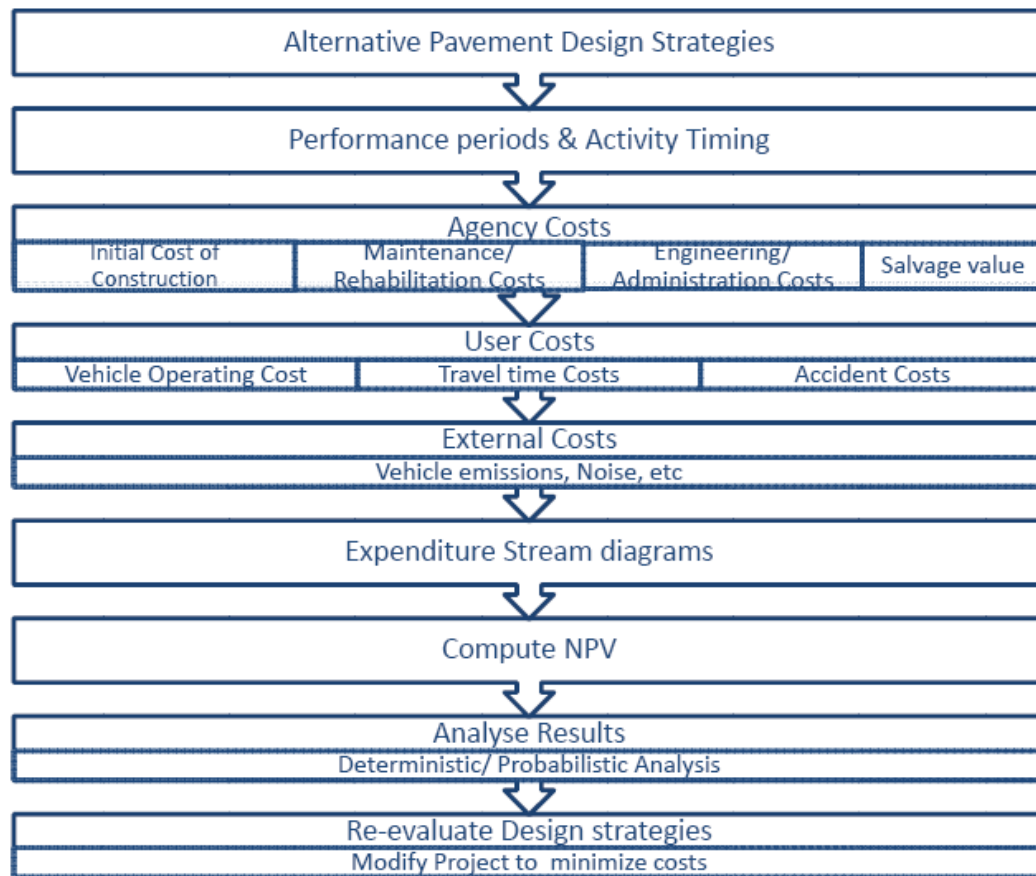 Alternative Pavement Design Strategies
Performance periods & Activity Timing
Agency Costs
Initial Cost of
Construction
Maintenance/
Rehabilitation Costs
Engineering/
Administration Costs
Salvage value
User Costs
Vehicle Operating Cost
Travel time Costs
Accident Costs
External Costs
Vehicle emissions, Noise, etc
Expenditure Stream diagrams
Compute NPV
Analyse Results
Deterministic/ Probabilistic Analysis
Re-evaluate Design strategies
Modify Project to minimize costs